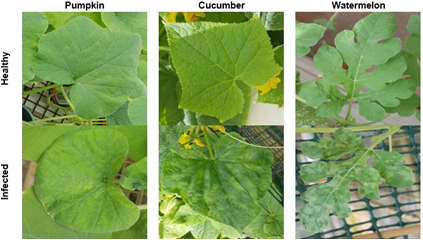 Pumpkin Cucumber Watermelon
Healthy
Infected